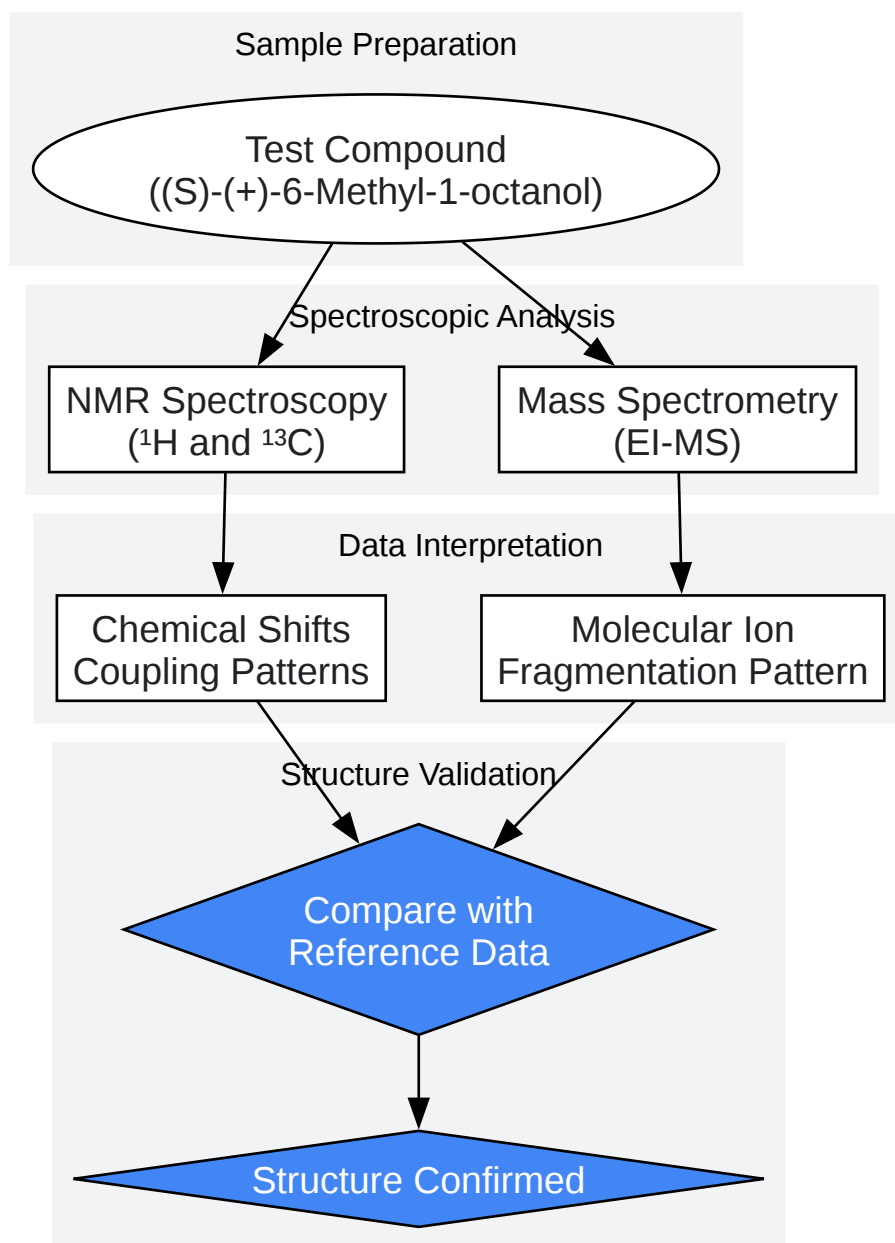 Sample Preparation
Test Compound
((S)-(+)-6-Methyl-1-octanol)
Spectroscopic Analysis
NMR Spectroscopy
(¹H and ¹³C)
Mass Spectrometry
(EI-MS)
Data Interpretation
Chemical Shifts
Coupling Patterns
Molecular Ion
Fragmentation Pattern
Structure Validation
Compare with
Reference Data
Structure Confirmed